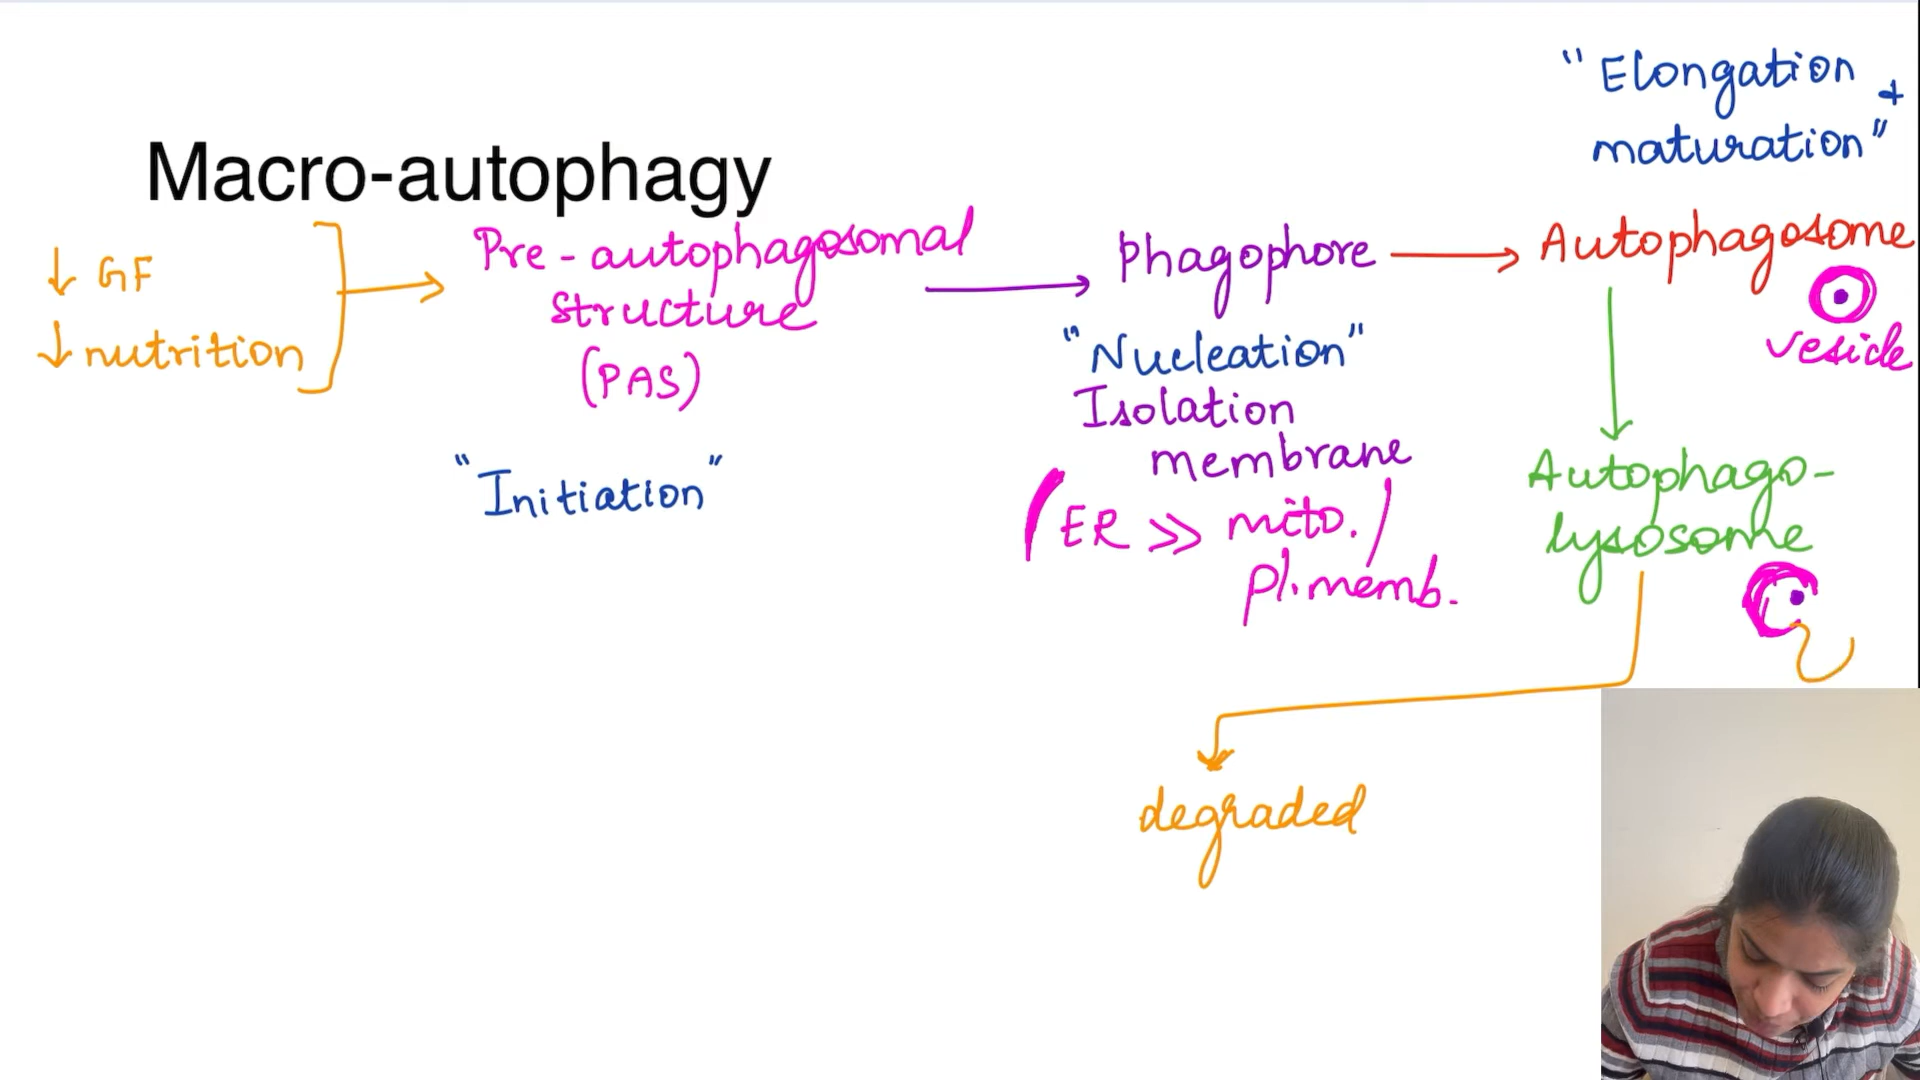 Macro-autophagy
↓ GF
↓ nutrition
Pre-autophagosomal
structure
(PAS)
"Initiation"
Phagophore
"Nucleation"
Isolation
membrane
(ER >> mito./
pl.memb.
"Elongation +
maturation"
Autophagosome
vesicle
Autophago-
lysosome
degraded